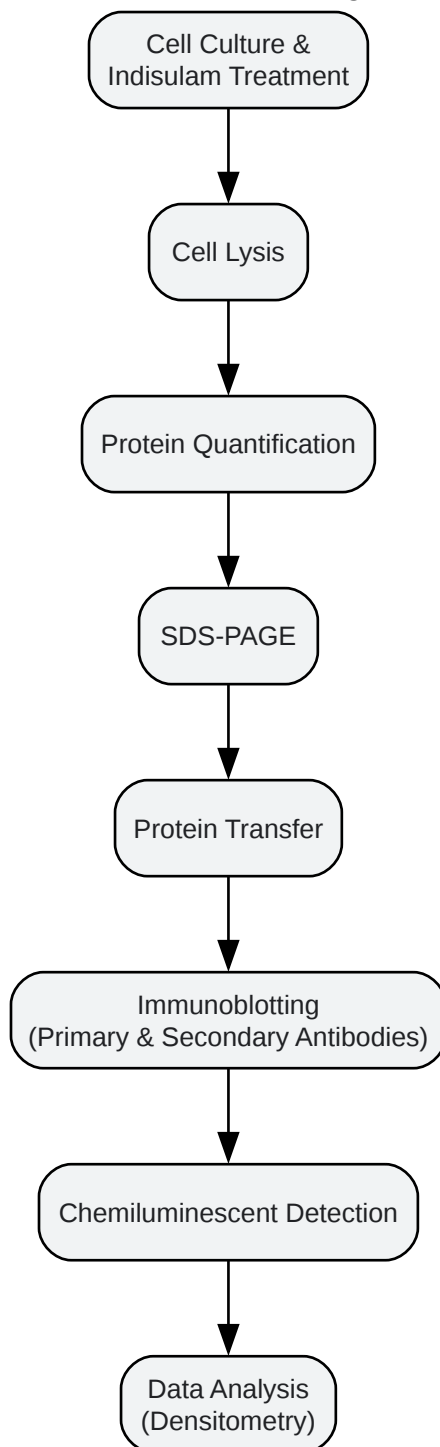 Cell Culture &
Indisulam Treatment
Cell Lysis
Protein Quantification
SDS-PAGE
Protein Transfer
Immunoblotting
(Primary & Secondary Antibodies)
Chemiluminescent Detection
Data Analysis
(Densitometry)